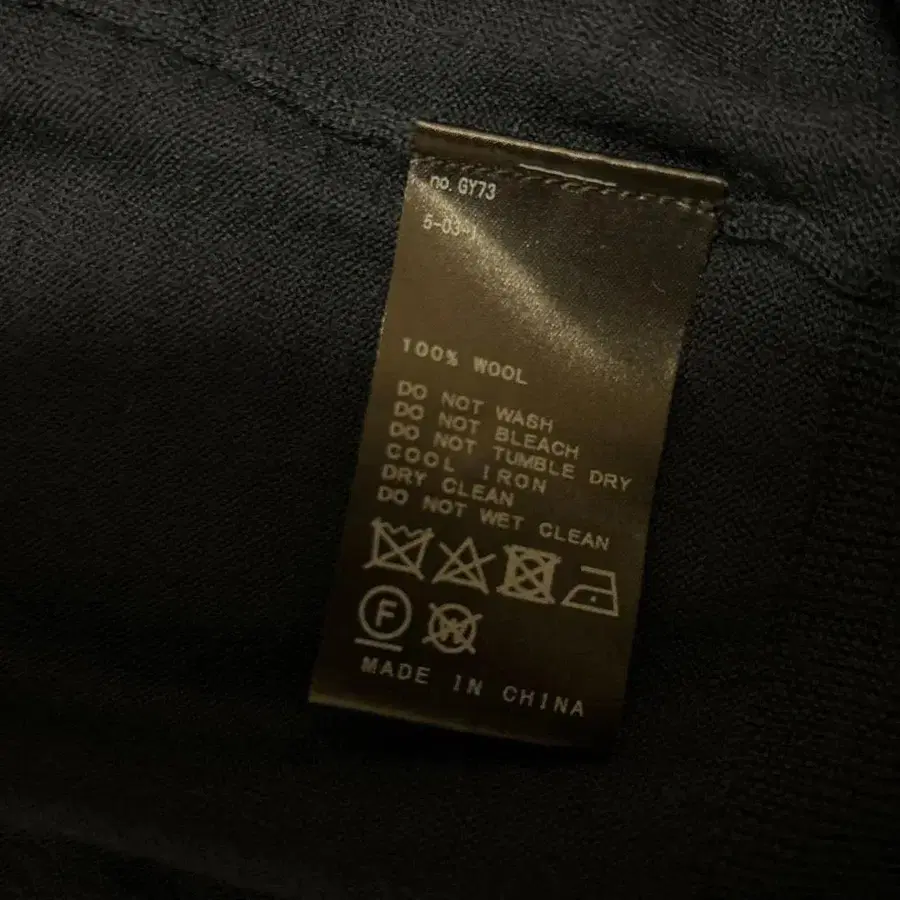 no. GY73
5-03-1
100% WOOL
DO NOT WASH
DO NOT BLEACH
DO NOT TUMBLE DRY
COOL IRON
DRY CLEAN
DO NOT WET CLEAN
F
W
MADE IN CHINA